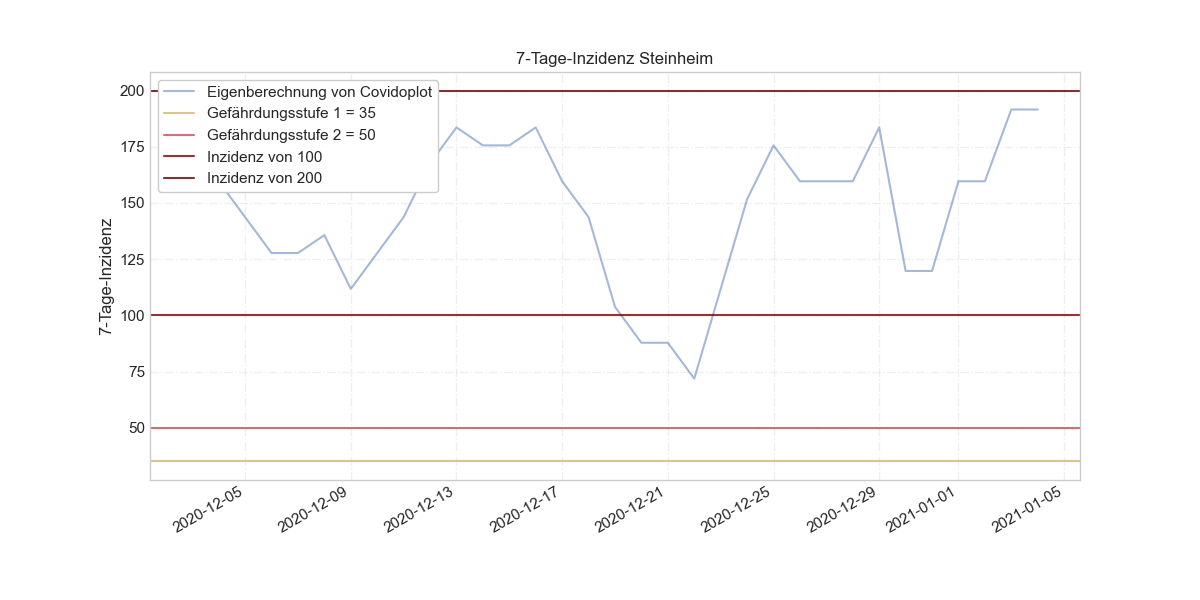 7-Tage-Inzidenz Steinheim
Eigenberechnung von Covidoplot
Gefährdungsstufe 1 = 35
Gefährdungsstufe 2 = 50
Inzidenz von 100
Inzidenz von 200
7-Tage-Inzidenz
200
175
150
125
100
75
50
2020-12-05
2020-12-09
2020-12-13
2020-12-17
2020-12-21
2020-12-25
2020-12-29
2021-01-01
2021-01-05